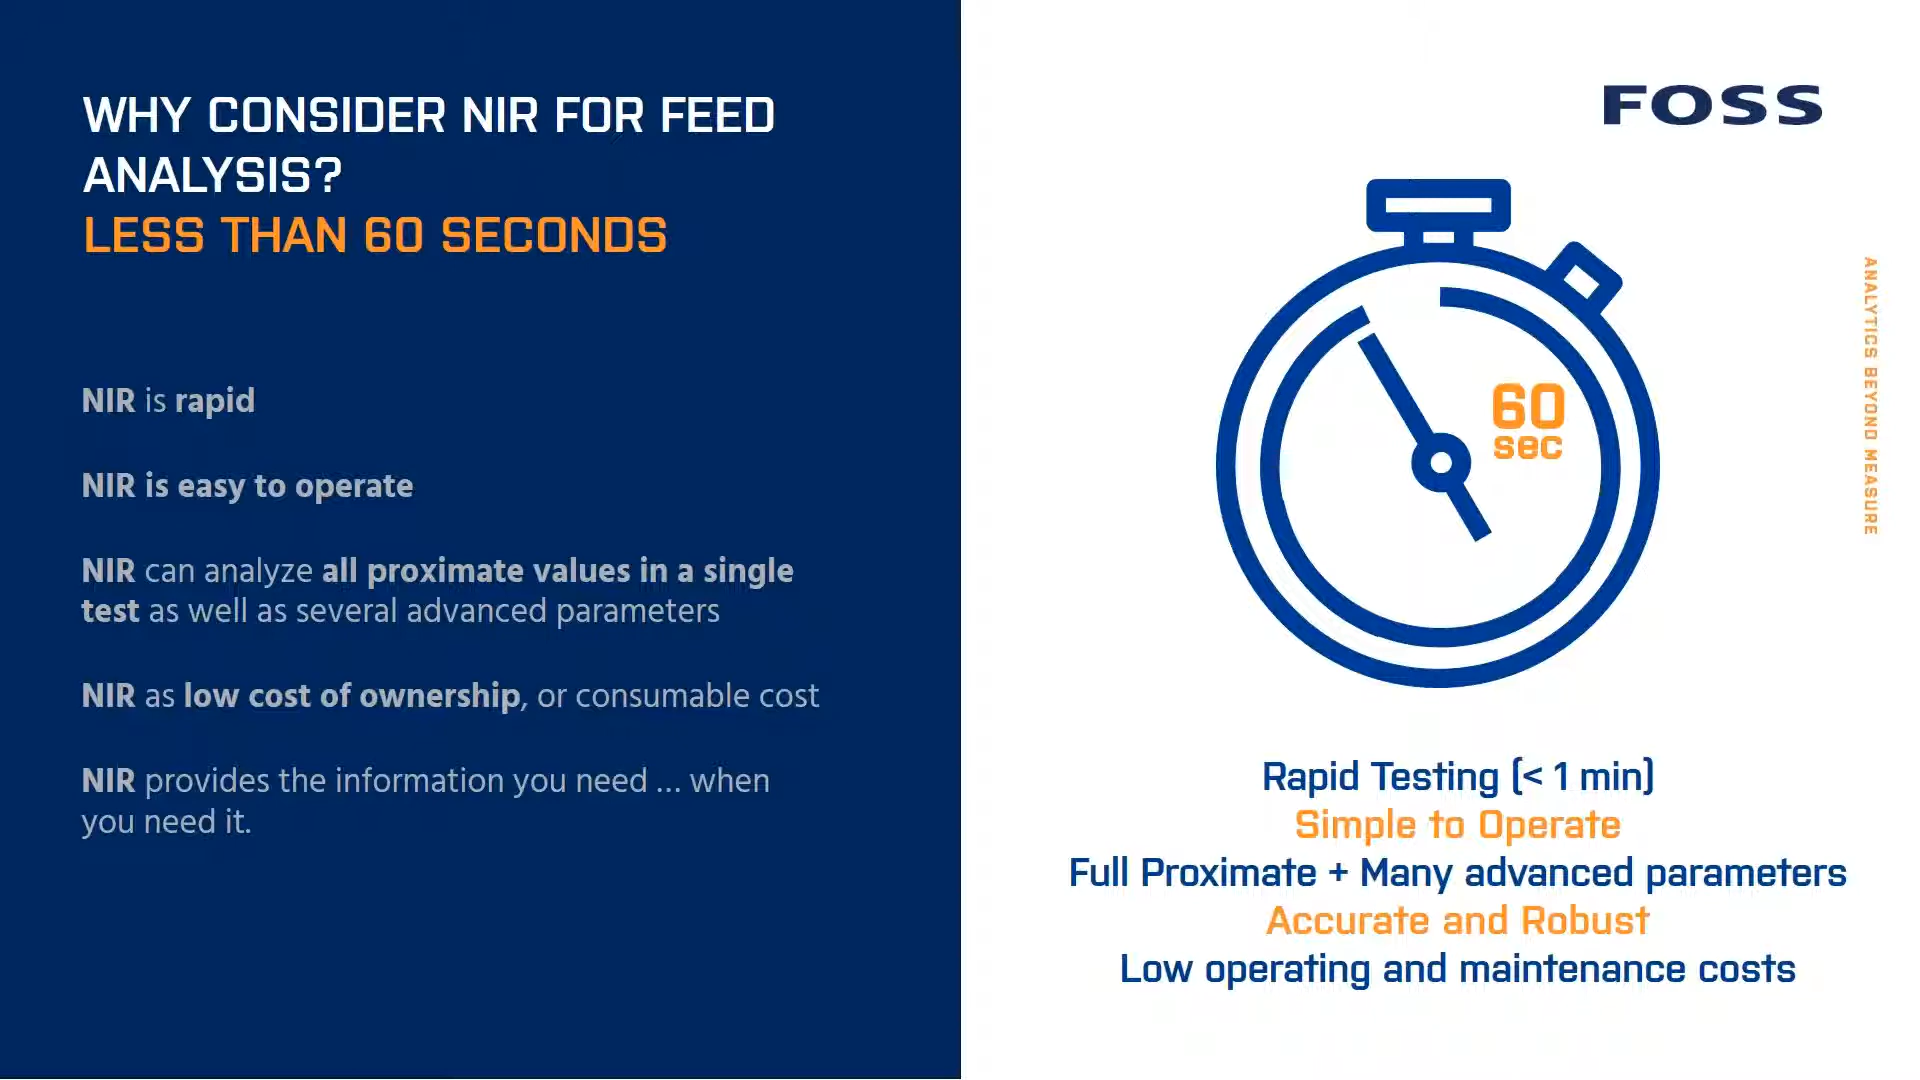 WHY CONSIDER NIR FOR FEED
ANALYSIS?
LESS THAN 60 SECONDS
NIR is rapid
NIR is easy to operate
NIR can analyze all proximate values in a single
test as well as several advanced parameters
NIR as low cost of ownership, or consumable cost
NIR provides the information you need ... when
you need it.
FOSS
60
sec
ANALYTICS BEYOND MEASURE
Rapid Testing (< 1 min)
Simple to Operate
Full Proximate + Many advanced parameters
Accurate and Robust
Low operating and maintenance costs